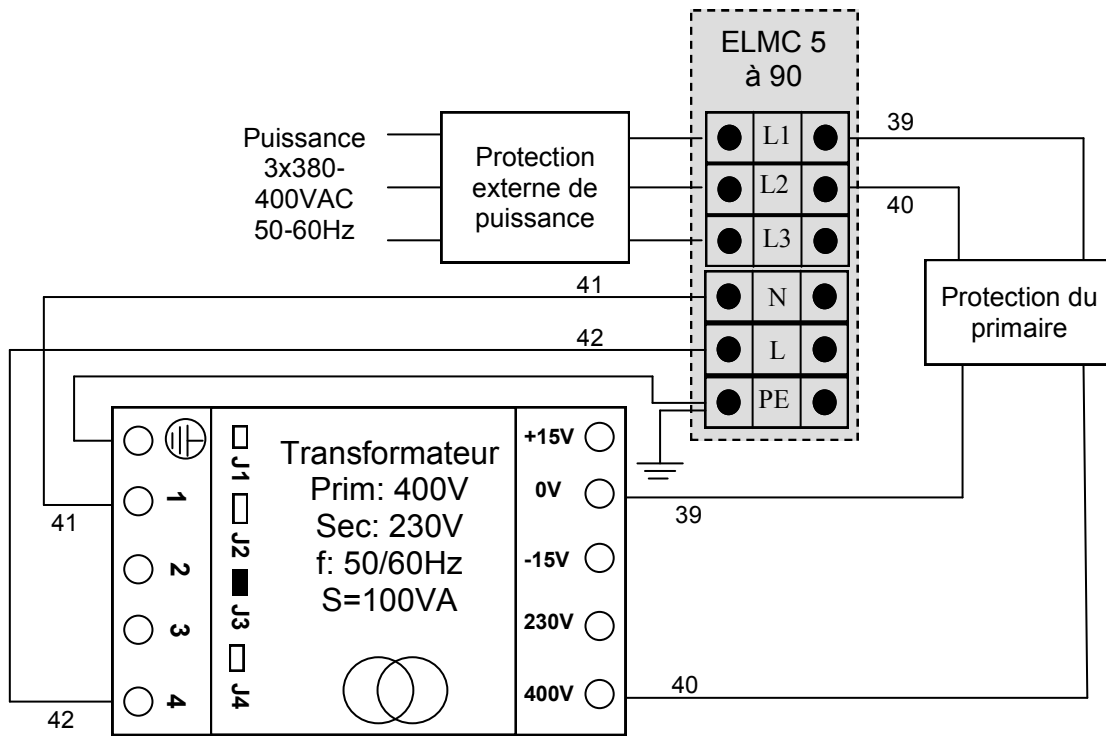 ELMC 5
à 90
Puissance
3x380-
400VAC
50-60Hz
Protection
externe de
puissance
L1
L2
L3
N
L
PE
39
40
41
42
Protection du
primaire
1
2
3
4
41
42
J1
J2
J3
J4
Transformateur
Prim: 400V
Sec: 230V
f: 50/60Hz
S=100VA
+15V
0V
-15V
230V
400V
39
40